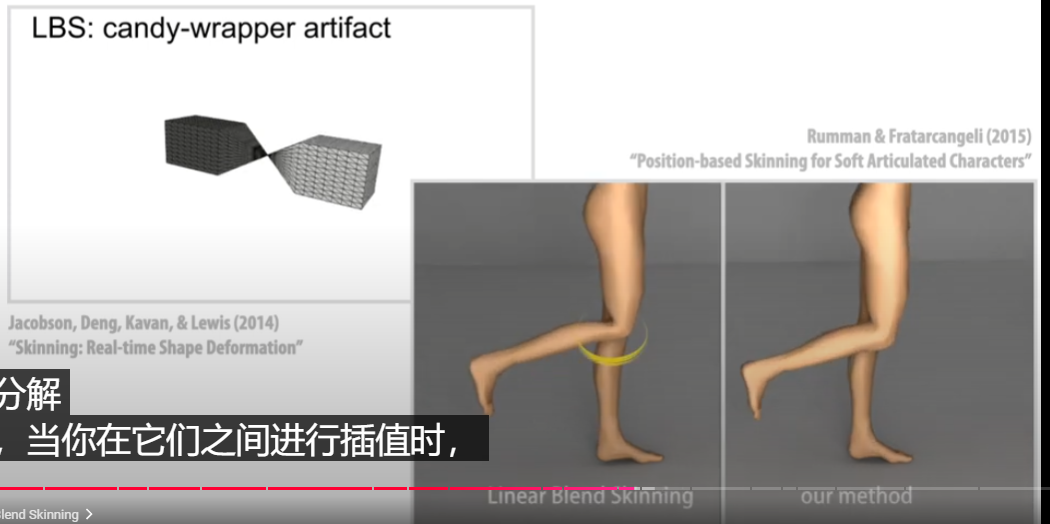 LBS: candy-wrapper artifact
Rumman & Fratarcangeli (2015)
“Position-based Skinning for Soft Articulated Characters”
Jacobson, Deng, Kavan, & Lewis (2014)
“Skinning: Real-time Shape Deformation”
分解
，当你在它们之间进行插值时，
Linear Blend Skinning
our method
lend Skinning